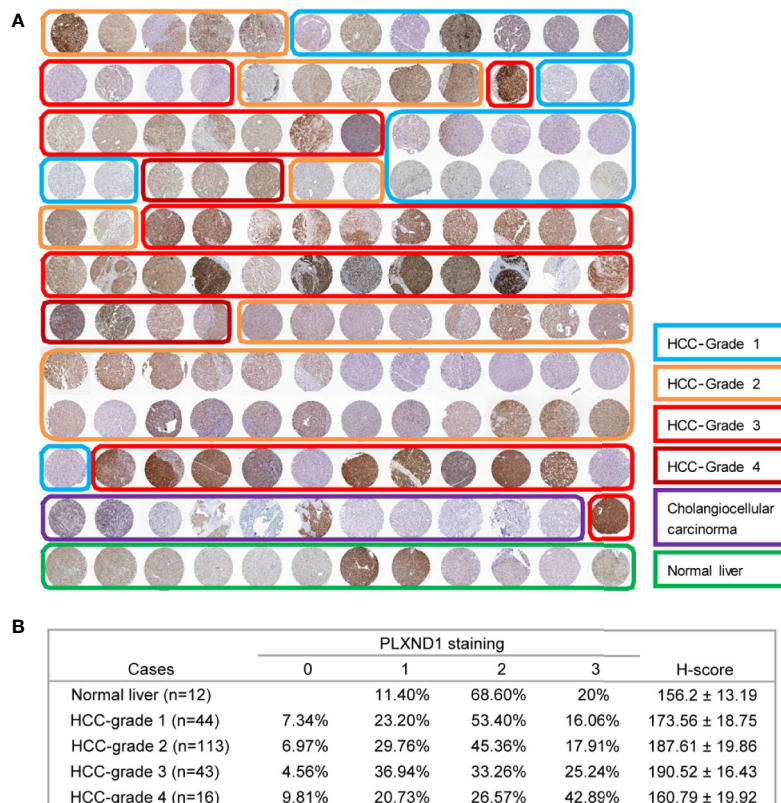 A
HCC-Grade 1
HCC-Grade 2
HCC-Grade 3
HCC-Grade 4
Cholangiocellular
carcinorma
Normal liver
B
PLXND1 staining
Cases 0 1 2 3 H-score
Normal liver (n=12) 11.40% 68.60% 20% 156.2 ± 13.19
HCC-grade 1 (n=44) 7.34% 23.20% 53.40% 16.06% 173.56 ± 18.75
HCC-grade 2 (n=113) 6.97% 29.76% 45.36% 17.91% 187.61 ± 19.86
HCC-grade 3 (n=43) 4.56% 36.94% 33.26% 25.24% 190.52 ± 16.43
HCC-grade 4 (n=16) 9.81% 20.73% 26.57% 42.89% 160.79 ± 19.92